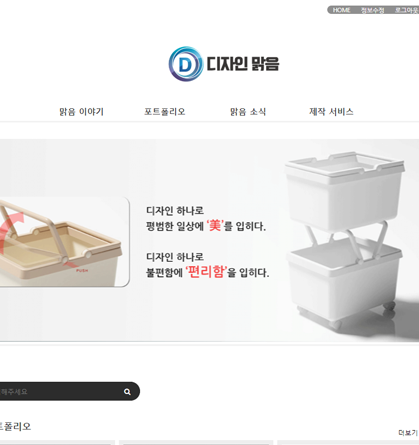 HOME 정보수정 로그아웃
D 디자인 맑음
맑음 이야기 포트폴리오 맑음 소식 제작 서비스
디자인 하나로
평범한 일상에 '美'를 입히다.
디자인 하나로
불편함에 '편리함'을 입히다.
PUSH
해주세요
트폴리오
더보기